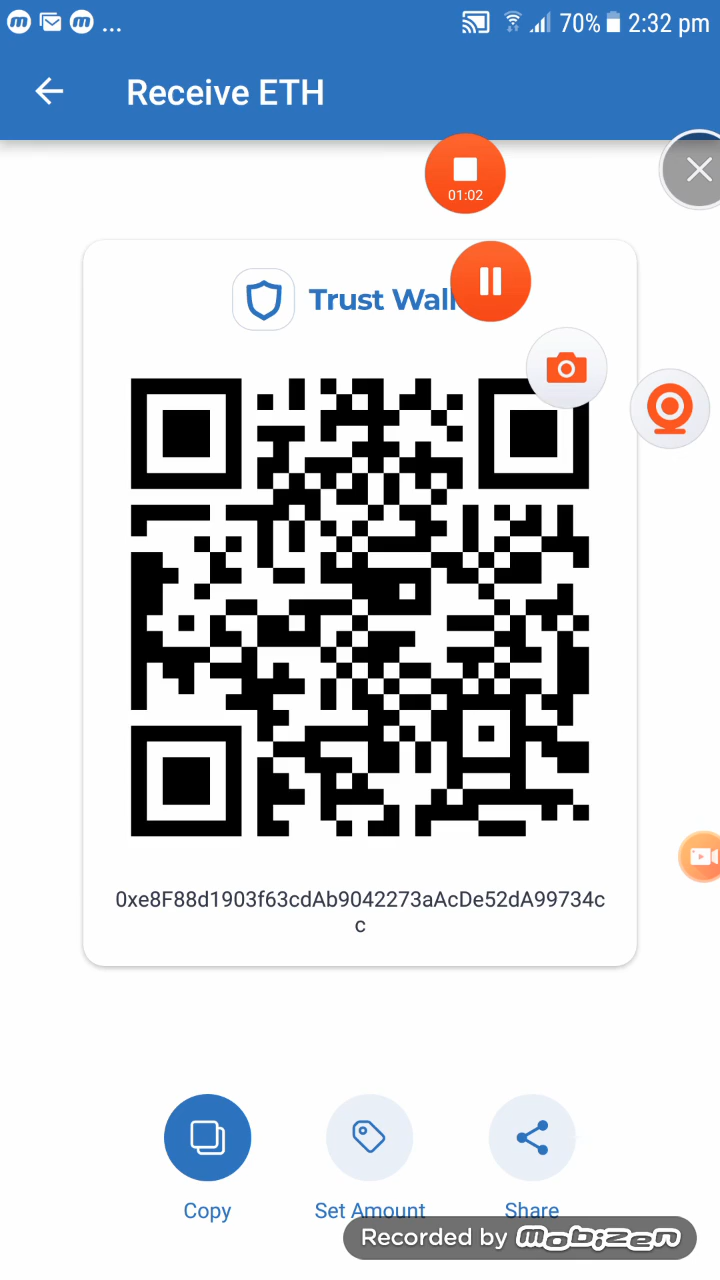 m m ... 70% 2:32 pm
Receive ETH
01:02
Trust Wall
0xe8F88d1903f63cdAb9042273aAcDe52dA99734c
c
Copy Set Amount Share
Recorded by mobizen